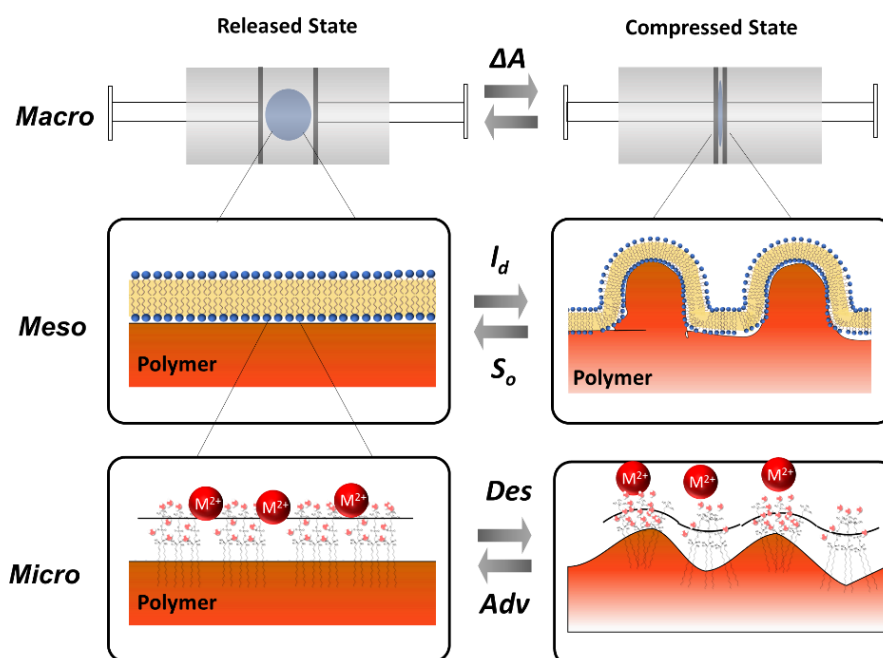 Released State
Compressed State
Macro
ΔA
Meso
Polymer
I_d
S_o
Polymer
Micro
M²⁺
M²⁺
M²⁺
Polymer
Des
Adv
M²⁺
M²⁺
M²⁺